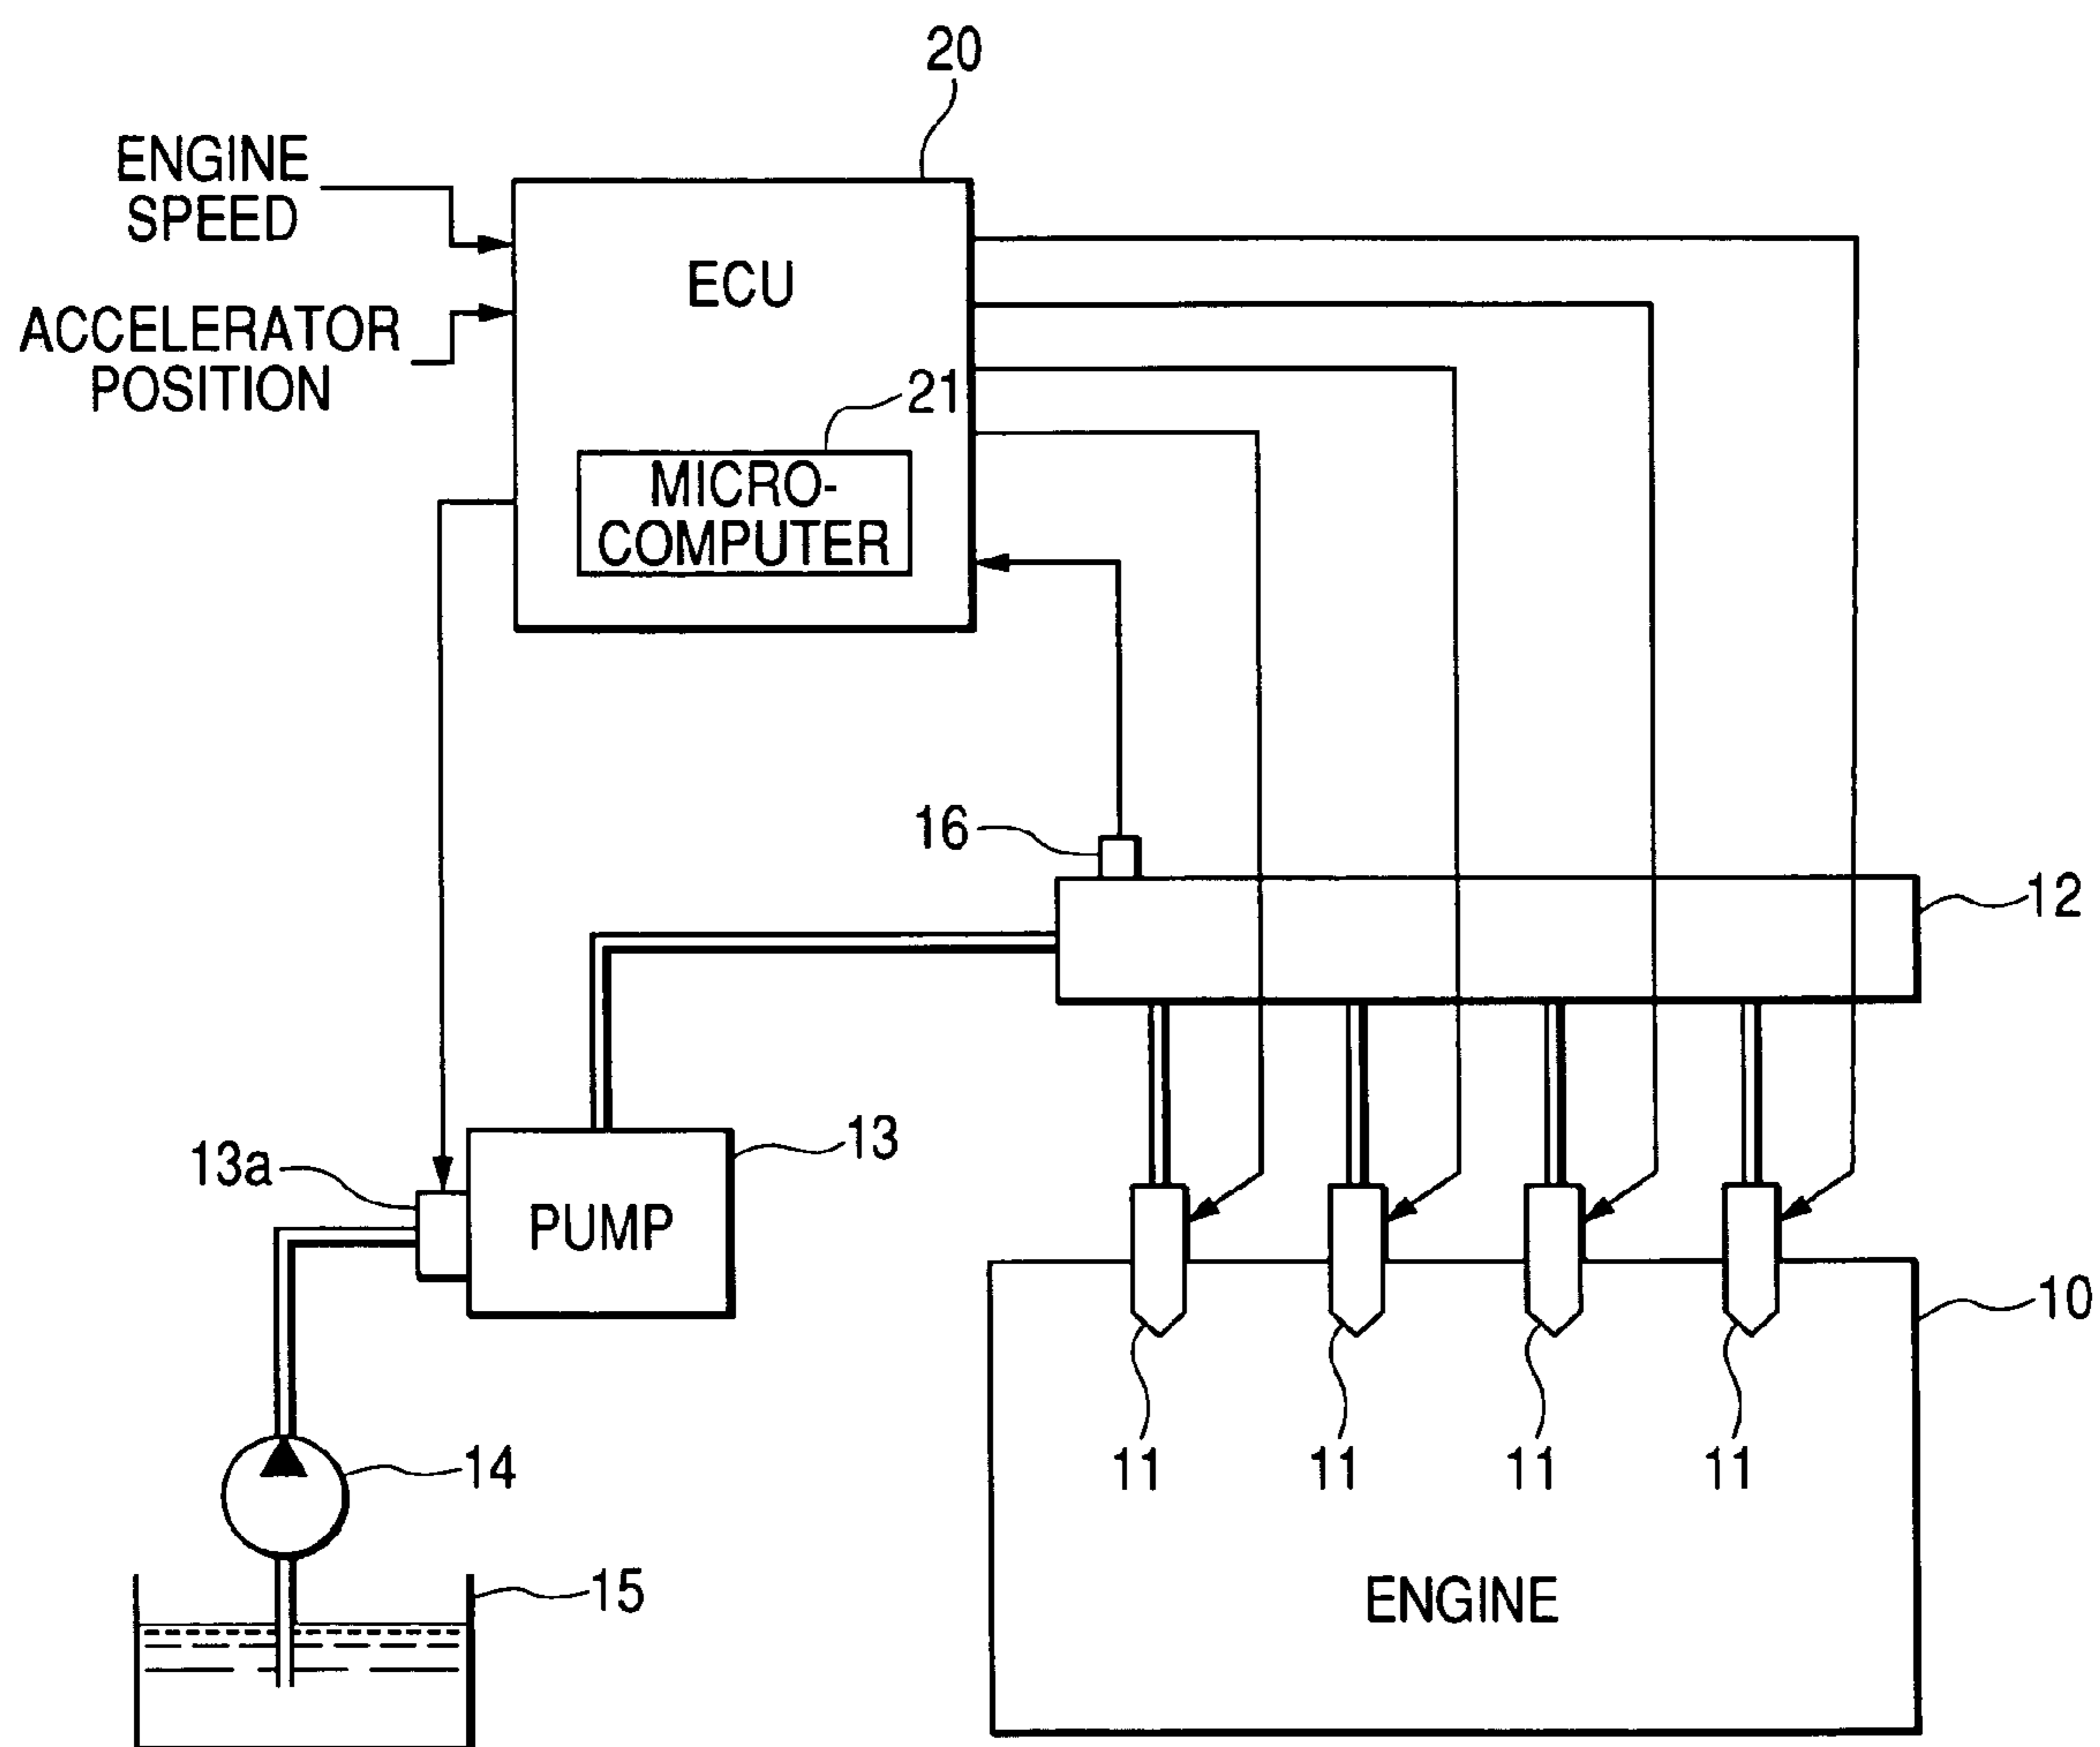 20
ENGINE
SPEED
ECU
ACCELERATOR
POSITION
21
MICRO-
COMPUTER
16
12
13
13a
PUMP
10
11 11 11 11
14
15
ENGINE